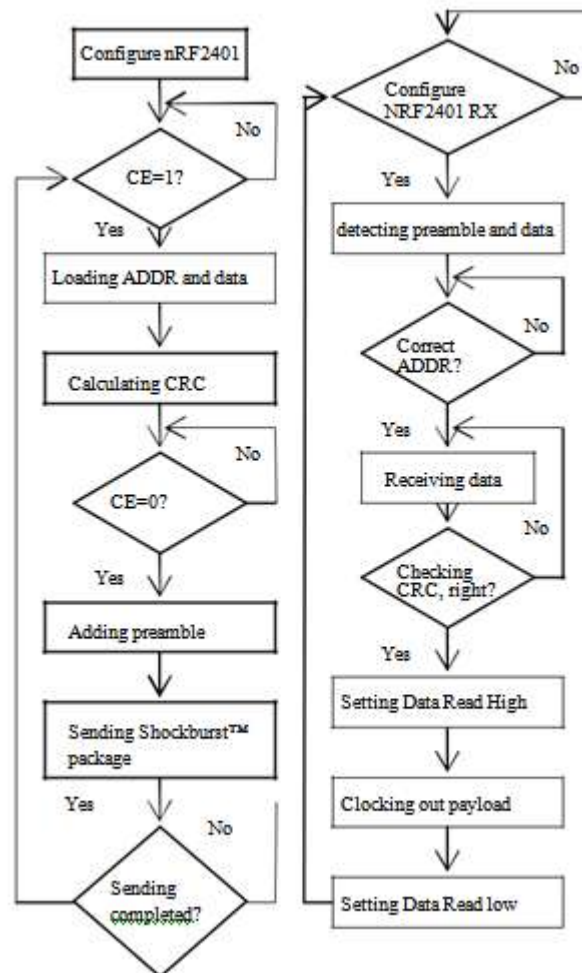 Configure nRF2401
No
CE=1?
Yes
Loading ADDR and data
Calculating CRC
No
CE=0?
Yes
Adding preamble
Sending Shockburst™
package
Yes
No
Sending
completed?
No
Configure
NRF2401 RX
Yes
detecting preamble and data
No
Correct
ADDR?
Yes
Receiving data
No
Checking
CRC, right?
Yes
Setting Data Read High
Clocking out payload
Setting Data Read low